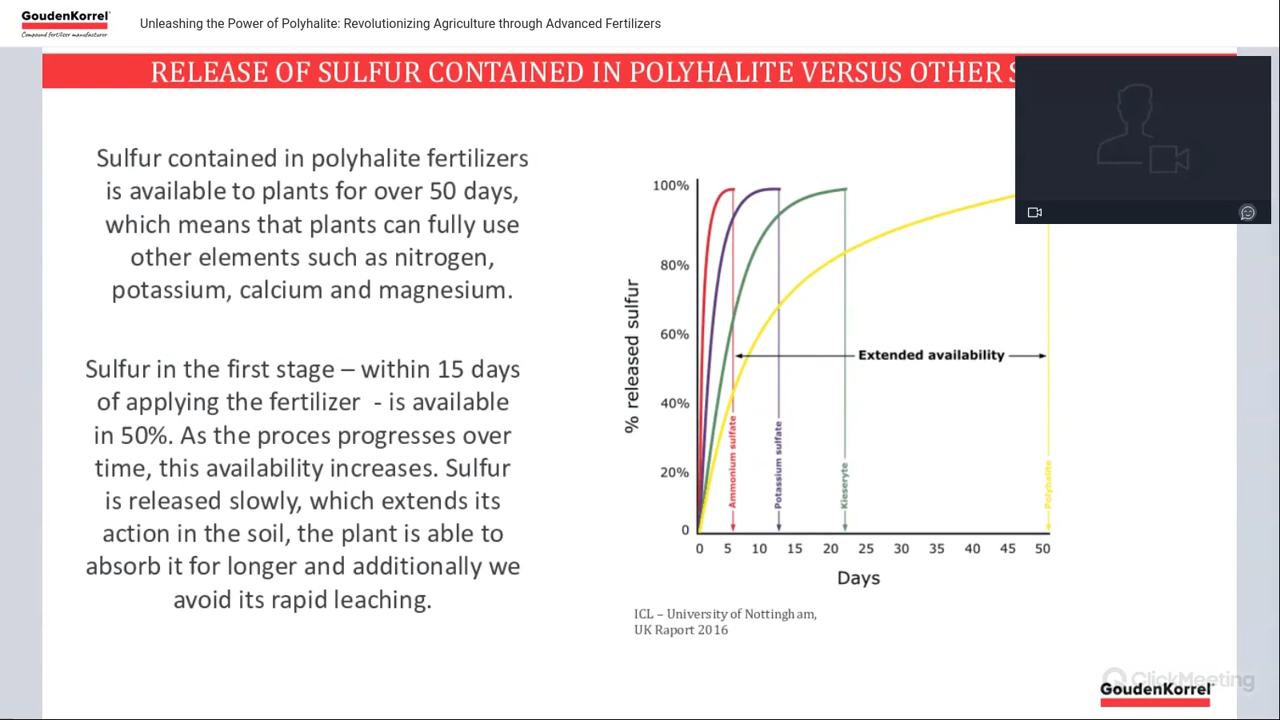 GoudenKorrel
Compound fertilizer manufacturer
Unleashing the Power of Polyhalite: Revolutionizing Agriculture through Advanced Fertilizers
RELEASE OF SULFUR CONTAINED IN POLYHALITE VERSUS OTHER
Sulfur contained in polyhalite fertilizers
is available to plants for over 50 days,
which means that plants can fully use
other elements such as nitrogen,
potassium, calcium and magnesium.
Sulfur in the first stage – within 15 days
of applying the fertilizer - is available
in 50%. As the proces progresses over
time, this availability increases. Sulfur
is released slowly, which extends its
action in the soil, the plant is able to
absorb it for longer and additionally we
avoid its rapid leaching.
% released sulfur
100%
80%
60%
40%
20%
0
Extended availability
Ammonium sulfate
Potassium sulfate
Kieseryte
Polyhalite
0 5 10 15 20 25 30 35 40 45 50
Days
ICL – University of Nottingham,
UK Raport 2016
ClickMeeting
GoudenKorrel